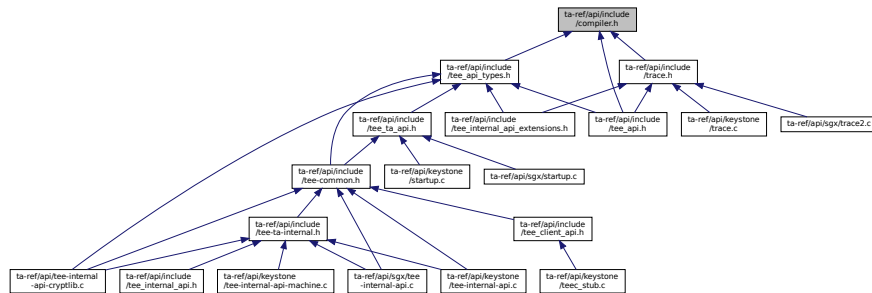 ta-ref/api/include
/compiler.h
ta-ref/api/include
/tee_api_types.h
ta-ref/api/include
/trace.h
ta-ref/api/include
/tee_ta_api.h
ta-ref/api/include
/tee_internal_api_extensions.h
ta-ref/api/include
/tee_api.h
ta-ref/api/keystone
/trace.c
ta-ref/api/sgx/trace2.c
ta-ref/api/include
/tee-common.h
ta-ref/api/keystone
/startup.c
ta-ref/api/sgx/startup.c
ta-ref/api/include
/tee-ta-internal.h
ta-ref/api/include
/tee_client_api.h
ta-ref/api/tee-internal
-api-cryptlib.c
ta-ref/api/include
/tee_internal_api.h
ta-ref/api/keystone
/tee-internal-api-machine.c
ta-ref/api/sgx/tee
-internal-api.c
ta-ref/api/keystone
/tee-internal-api.c
ta-ref/api/keystone
/teec_stub.c